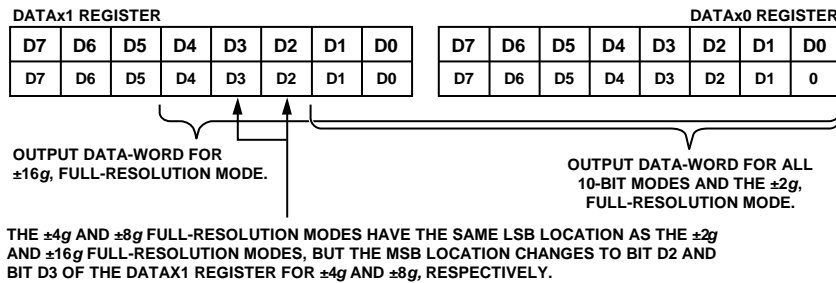 DATAx1 REGISTER DATAx0 REGISTER
D7 D6 D5 D4 D3 D2 D1 D0 D7 D6 D5 D4 D3 D2 D1 D0
D7 D6 D5 D4 D3 D2 D1 D0 D7 D6 D5 D4 D3 D2 D1 0
OUTPUT DATA-WORD FOR
±16g, FULL-RESOLUTION MODE.
OUTPUT DATA-WORD FOR ALL
10-BIT MODES AND THE ±2g,
FULL-RESOLUTION MODE.
THE ±4g AND ±8g FULL-RESOLUTION MODES HAVE THE SAME LSB LOCATION AS THE ±2g
AND ±16g FULL-RESOLUTION MODES, BUT THE MSB LOCATION CHANGES TO BIT D2 AND
BIT D3 OF THE DATAX1 REGISTER FOR ±4g AND ±8g, RESPECTIVELY.